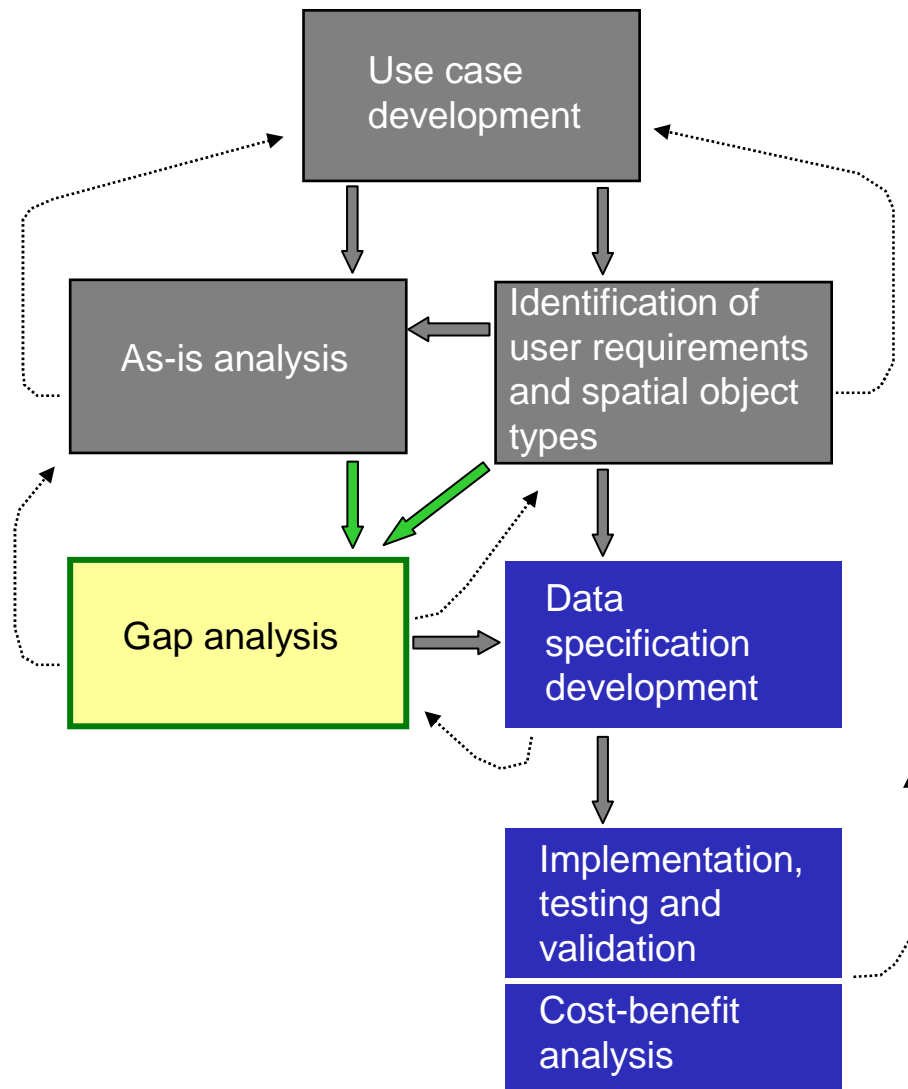 Use case
development
As-is analysis
Identification of
user requirements
and spatial object
types
Gap analysis
Data
specification
development
Implementation,
testing and
validation
Cost-benefit
analysis